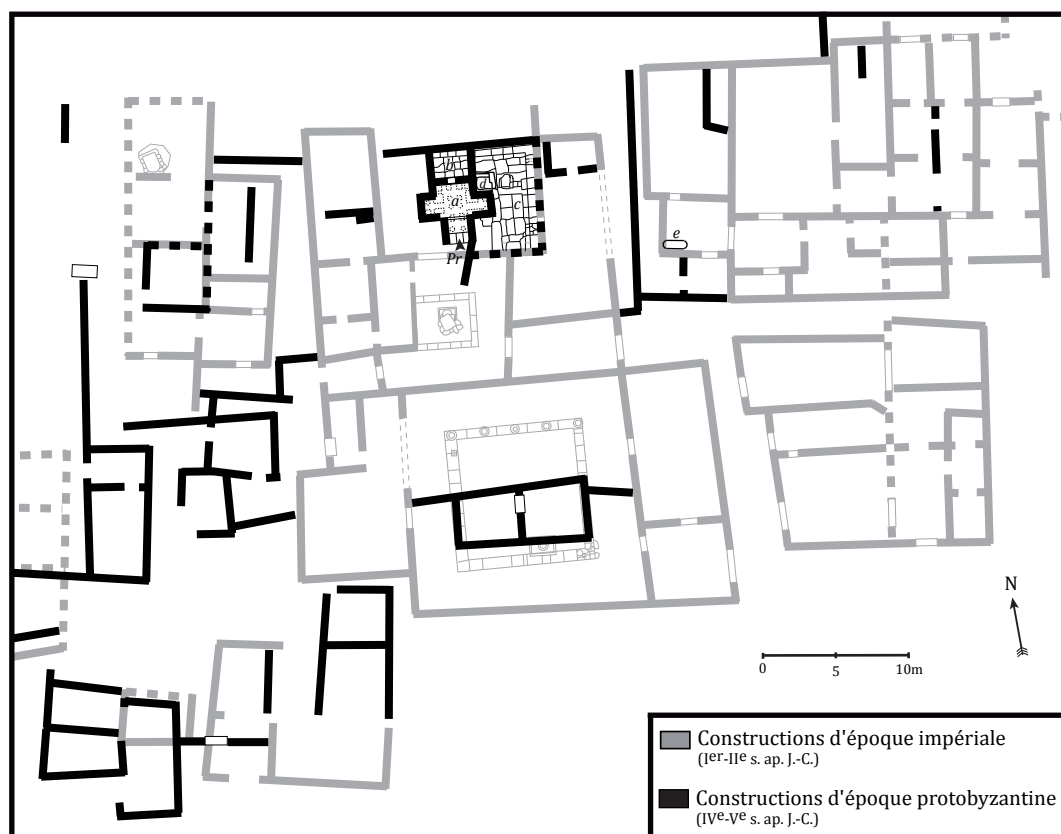 b
d
a
c
Pr
e
N
0 5 10m
Constructions d'époque impériale
(Ier-IIe s. ap. J.-C.)
Constructions d'époque protobyzantine
(IVe-Ve s. ap. J.-C.)